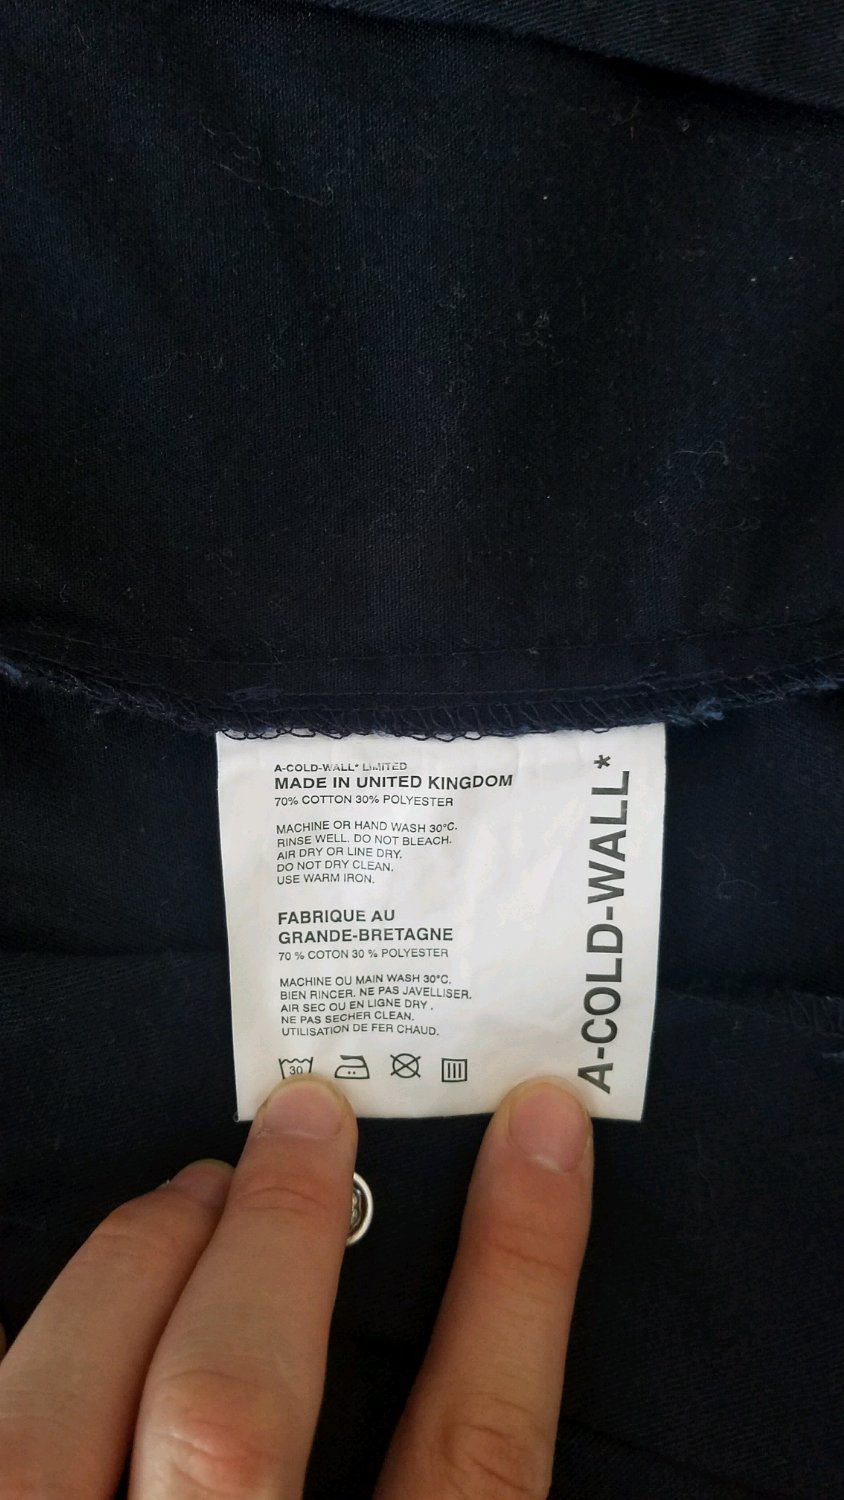 A-COLD-WALL* LIMITED
MADE IN UNITED KINGDOM
70% COTTON 30% POLYESTER
MACHINE OR HAND WASH 30°C.
RINSE WELL. DO NOT BLEACH.
AIR DRY OR LINE DRY.
DO NOT DRY CLEAN.
USE WARM IRON.
FABRIQUE AU
GRANDE-BRETAGNE
70 % COTON 30 % POLYESTER
MACHINE OU MAIN WASH 30°C.
BIEN RINCER. NE PAS JAVELLISER.
AIR SEC OU EN LIGNE DRY .
NE PAS SECHER CLEAN.
UTILISATION DE FER CHAUD.
30
A-COLD-WALL*